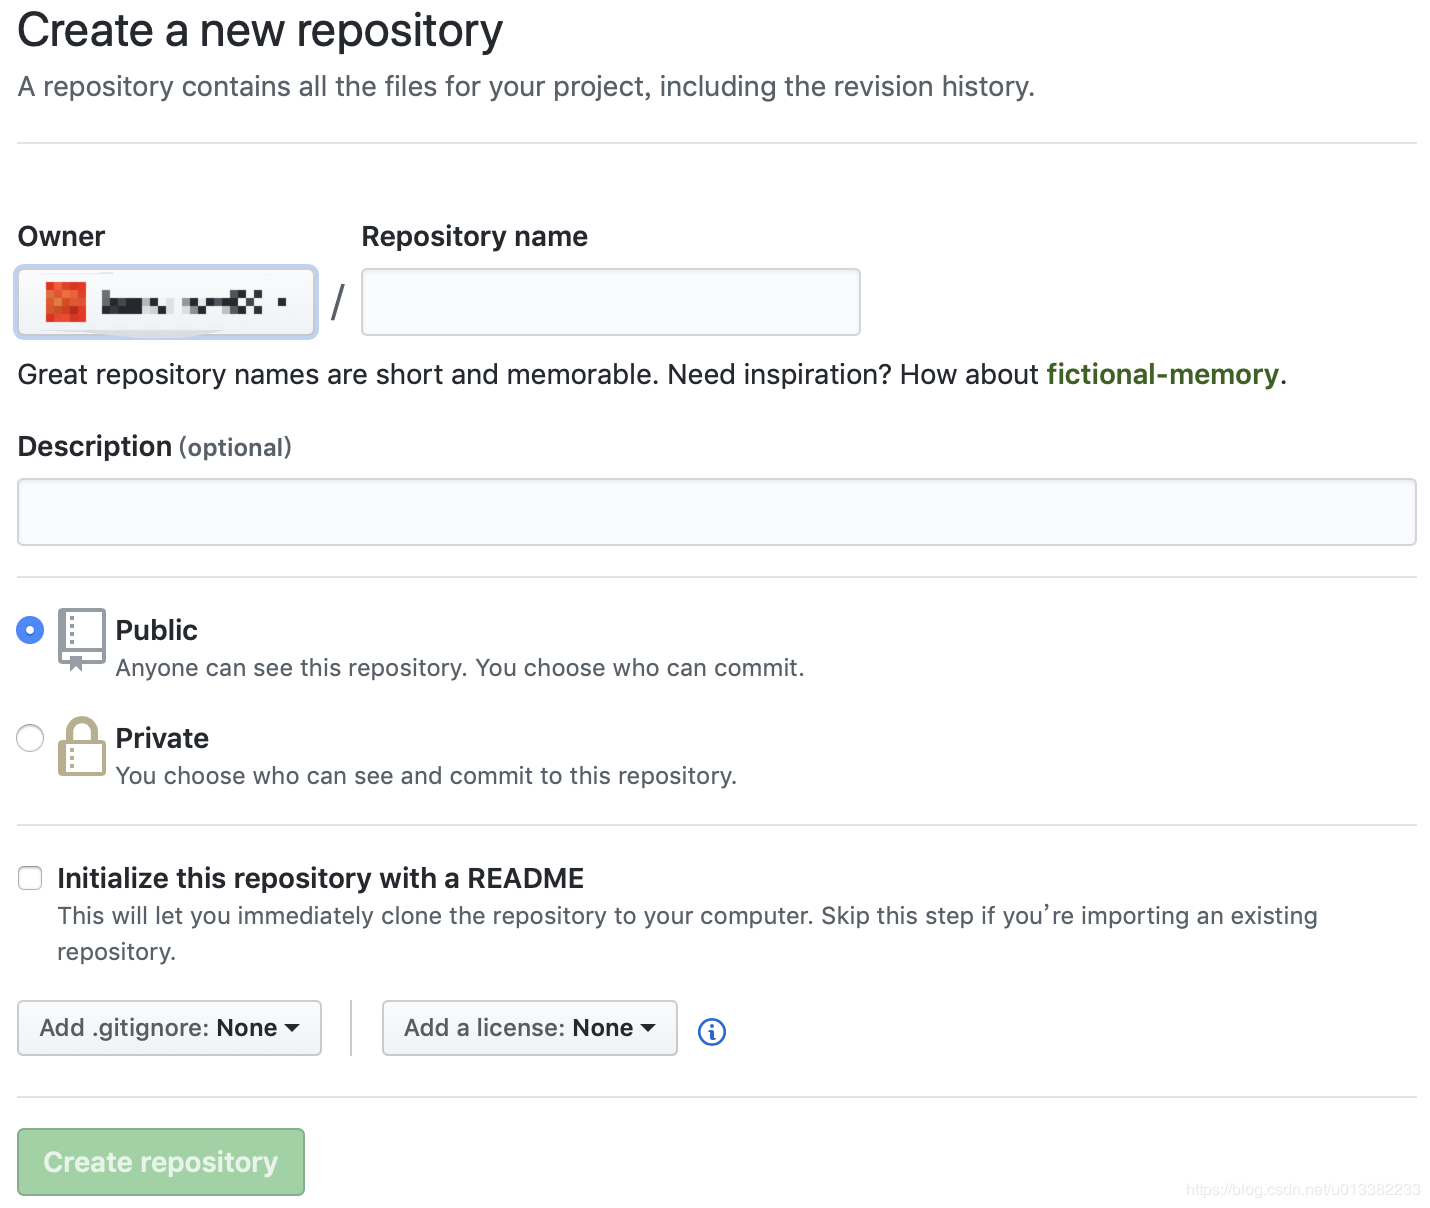 Create a new repository
A repository contains all the files for your project, including the revision history.
Owner
Repository name
/
Great repository names are short and memorable. Need inspiration? How about fictional-memory.
Description (optional)
Public
Anyone can see this repository. You choose who can commit.
Private
You choose who can see and commit to this repository.
Initialize this repository with a README
This will let you immediately clone the repository to your computer. Skip this step if you’re importing an existing
repository.
Add .gitignore: None
Add a license: None
Create repository
https://blog.csdn.net/u013382233